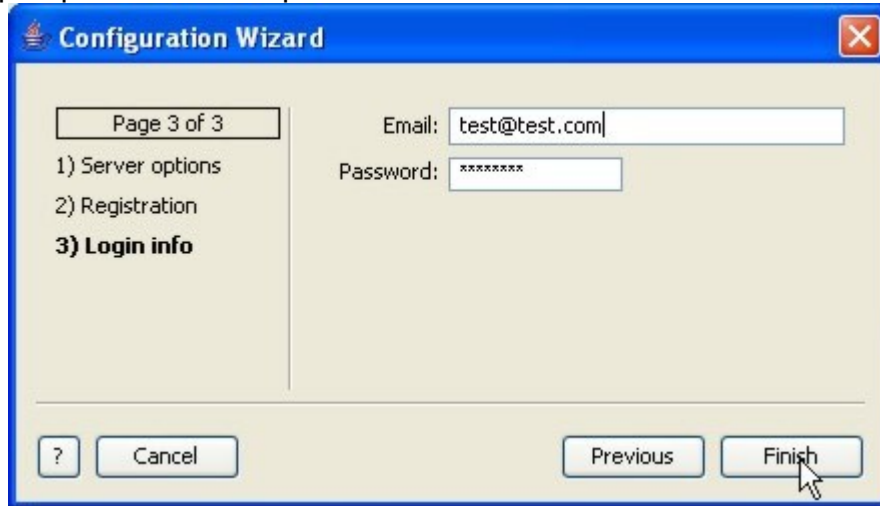 Configuration Wizard
Page 3 of 3
1) Server options
2) Registration
3) Login info
Email: test@test.com
Password: ********
? Cancel Previous Finish